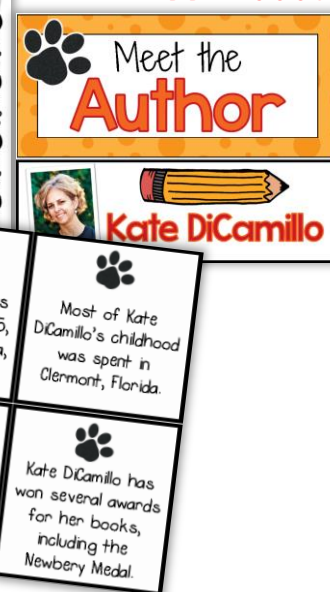 Meet the
Author
Kate DiCamillo
s
5,
a,
Most of Kate
DiCamillo's childhood
was spent in
Clermont, Florida.
Kate DiCamillo has
won several awards
for her books,
including the
Newbery Medal.